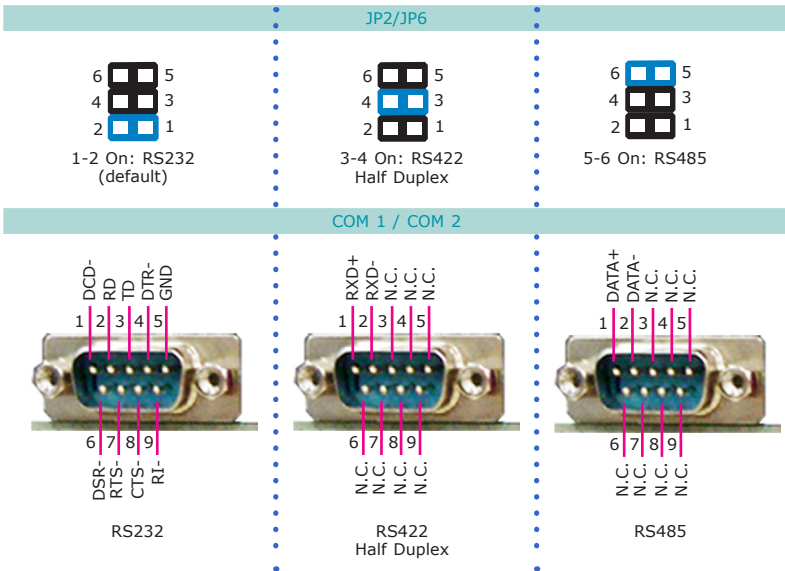 JP2/JP6
6 5
4 3
2 1
1-2 On: RS232
(default)
6 5
4 3
2 1
3-4 On: RS422
Half Duplex
6 5
4 3
2 1
5-6 On: RS485
COM 1 / COM 2
DCD-
RD
TD
DTR-
GND
1 2 3 4 5
6 7 8 9
DSR-
RTS-
CTS-
RI-
RS232
RXD+
RXD-
N.C.
N.C.
N.C.
1 2 3 4 5
6 7 8 9
N.C.
N.C.
N.C.
N.C.
RS422
Half Duplex
DATA+
DATA-
N.C.
N.C.
N.C.
1 2 3 4 5
6 7 8 9
N.C.
N.C.
N.C.
N.C.
RS485